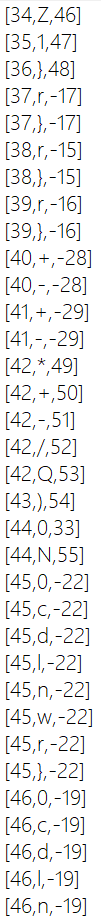 [34,Z,46]
[35,1,47]
[36,},48]
[37,r,-17]
[37,},-17]
[38,r,-15]
[38,},-15]
[39,r,-16]
[39,},-16]
[40,+,-28]
[40,-,-28]
[41,+,-29]
[41,-,-29]
[42,*,49]
[42,+,50]
[42,-,51]
[42,/,52]
[42,Q,53]
[43,),54]
[44,0,33]
[44,N,55]
[45,0,-22]
[45,c,-22]
[45,d,-22]
[45,l,-22]
[45,n,-22]
[45,w,-22]
[45,r,-22]
[45,},-22]
[46,0,-19]
[46,c,-19]
[46,d,-19]
[46,l,-19]
[46,n,-19]